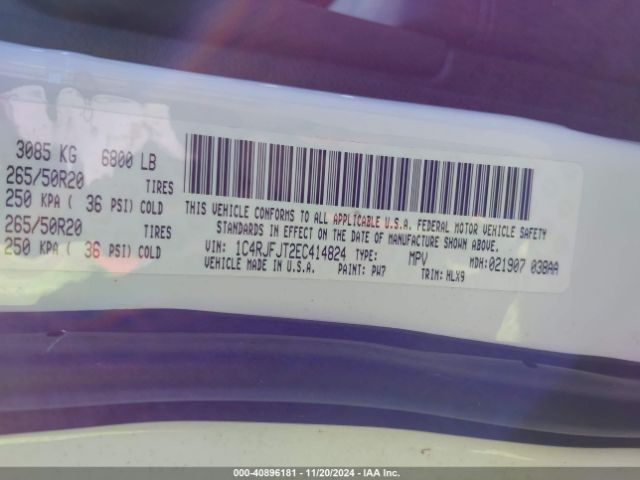 3085 KG 6800 LB
265/50R20 TIRES
250 KPA ( 36 PSI) COLD
265/50R20 TIRES
250 KPA ( 36 PSI) COLD
THIS VEHICLE CONFORMS TO ALL APPLICABLE U.S.A. FEDERAL MOTOR VEHICLE SAFETY
STANDARDS IN EFFECT ON THE DATE OF MANUFACTURE SHOWN ABOVE.
VIN: 1C4RJFJT2EC414824 TYPE: MPV MDH:021907 038AA
VEHICLE MADE IN U.S.A. PAINT: PW7 TRIM: HLX9
000-40896181 - 11/20/2024 - IAA Inc.